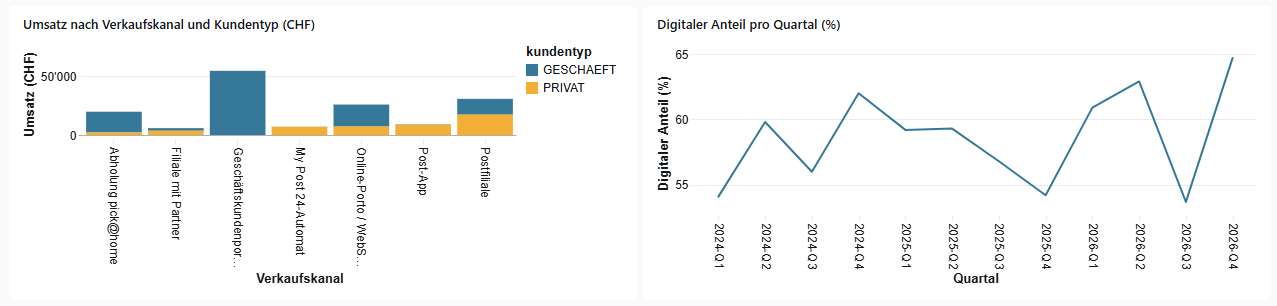 Umsatz nach Verkaufskanal und Kundentyp (CHF)
Umsatz (CHF)
50'000
0
Abholung pick@home
Filiale mit Partner
Geschäftskundenpor…
My Post 24-Automat
Online-Porto / WebS…
Post-App
Postfiliale
Verkaufskanal
kundentyp
GESCHAEFT
PRIVAT
Digitaler Anteil pro Quartal (%)
Digitaler Anteil (%)
65
60
55
2024-Q1
2024-Q2
2024-Q3
2024-Q4
2025-Q1
2025-Q2
2025-Q3
2025-Q4
2026-Q1
2026-Q2
2026-Q3
2026-Q4
Quartal